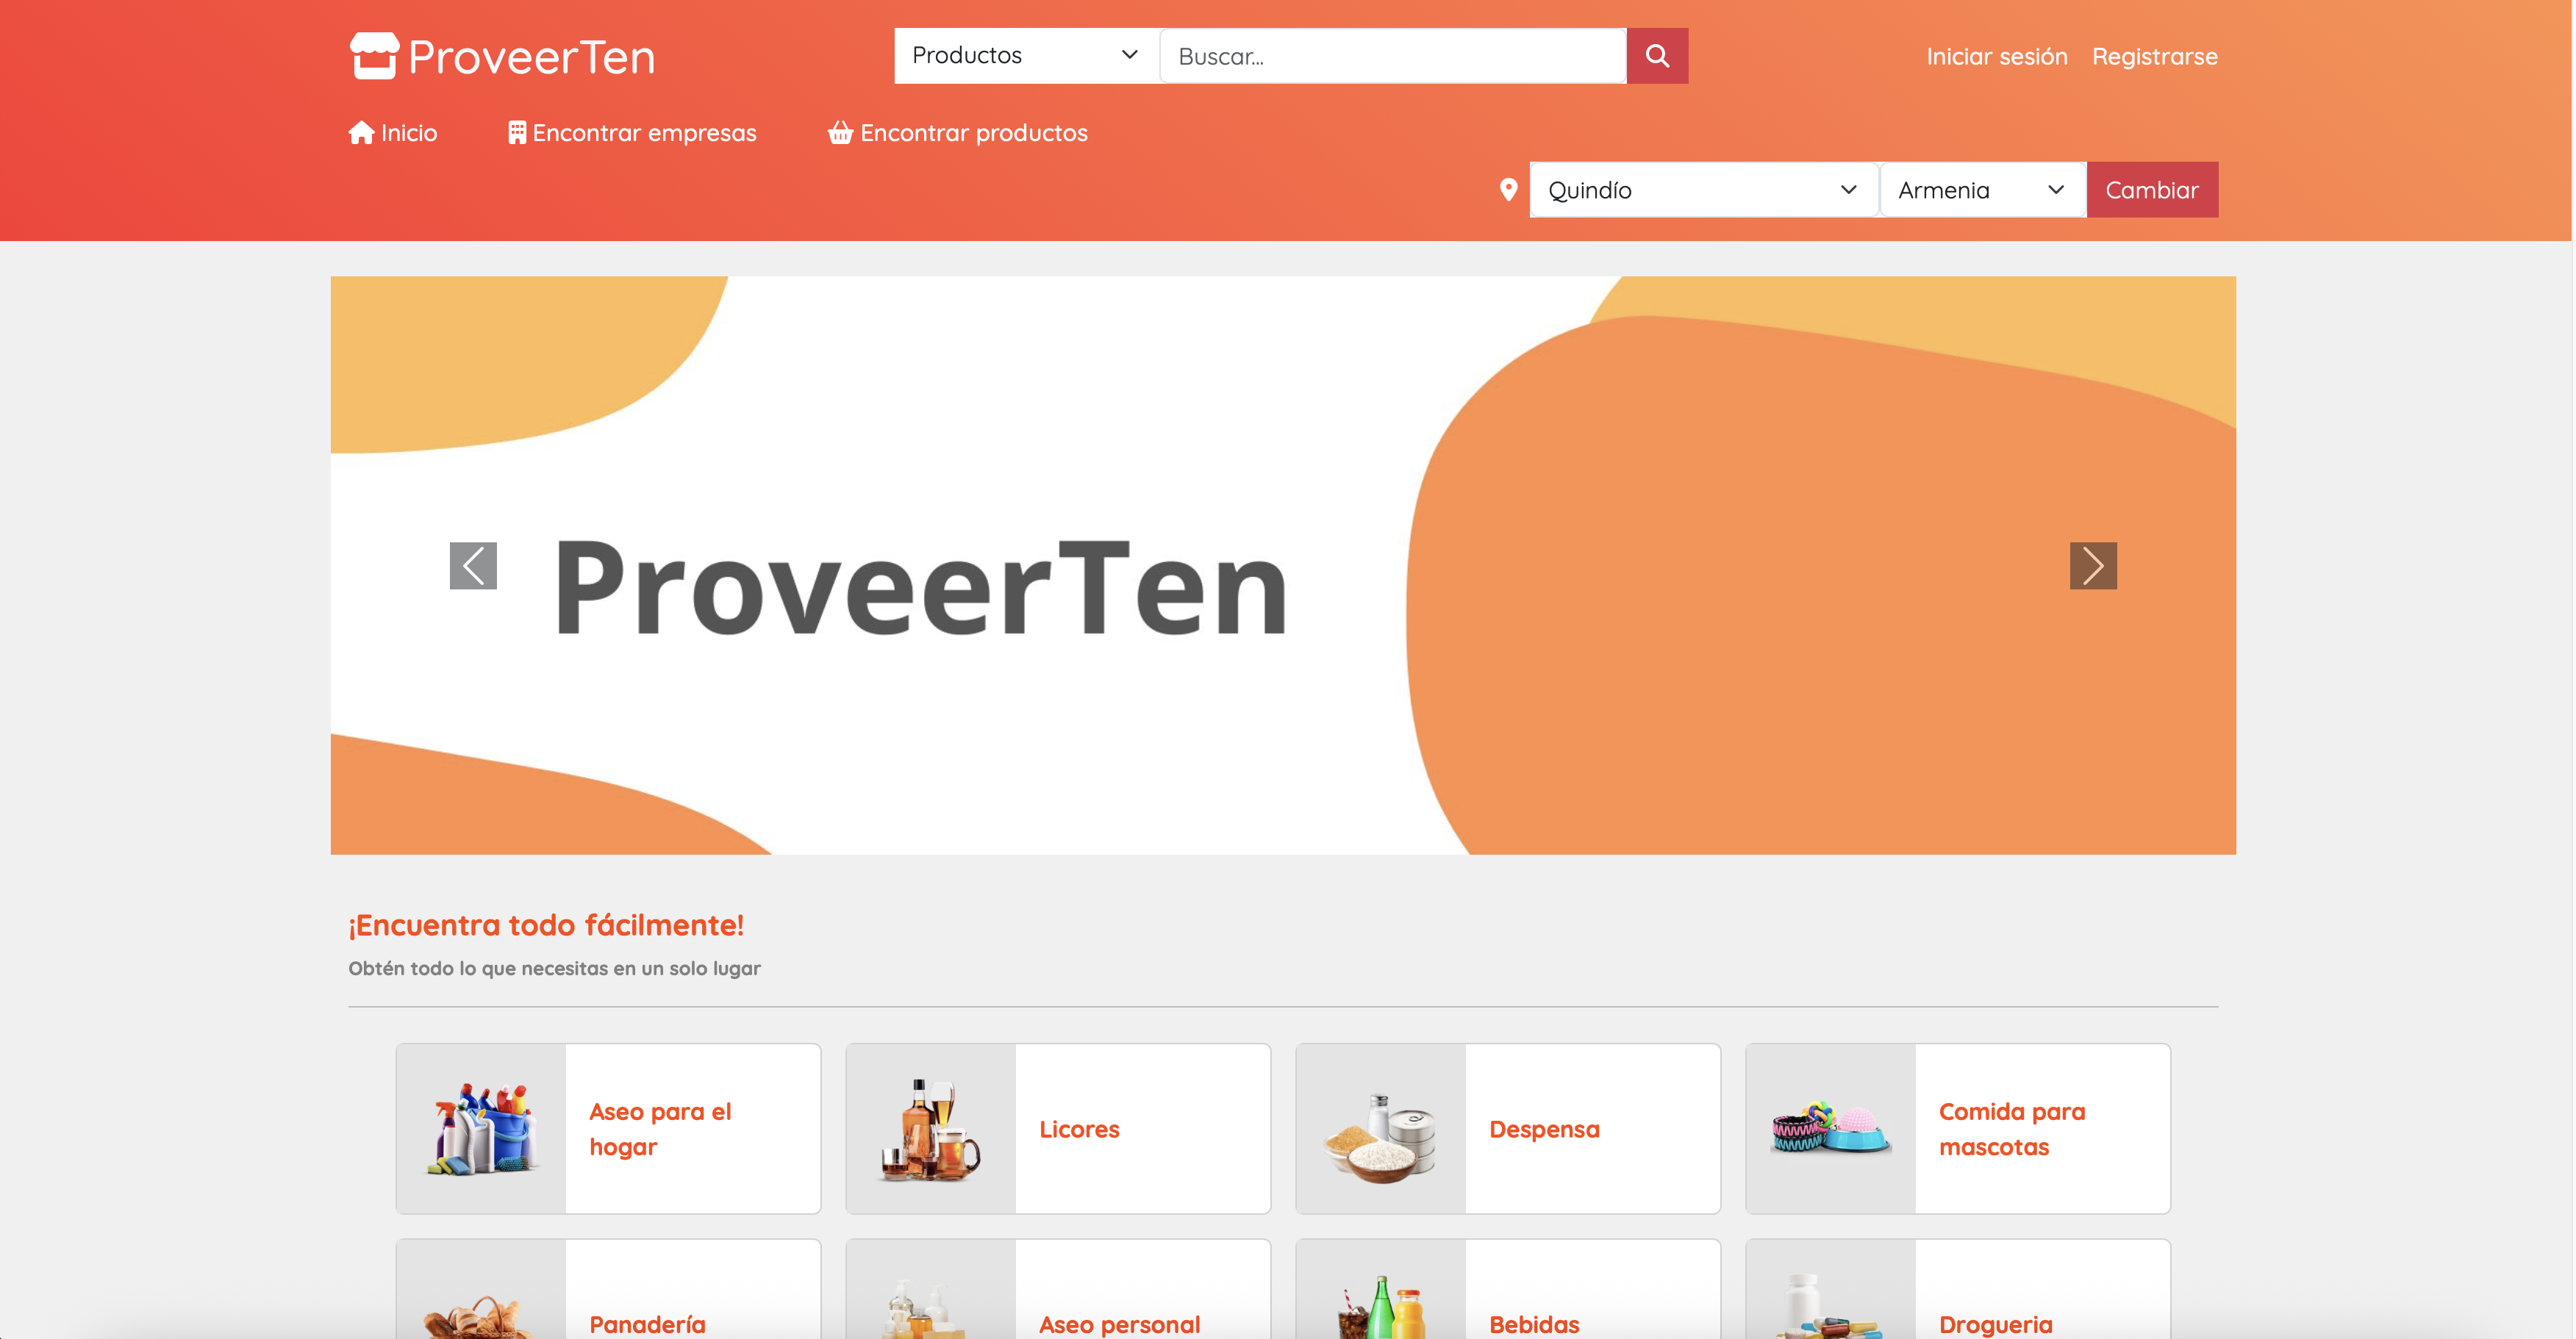 ProveerTen
Productos
Buscar...
Iniciar sesión
Registrarse
Inicio
Encontrar empresas
Encontrar productos
Quindío
Armenia
Cambiar
ProveerTen
¡Encuentra todo fácilmente!
Obtén todo lo que necesitas en un solo lugar
Aseo para el
hogar
Licores
Despensa
Comida para
mascotas
Panadería
Aseo personal
Bebidas
Drogueria